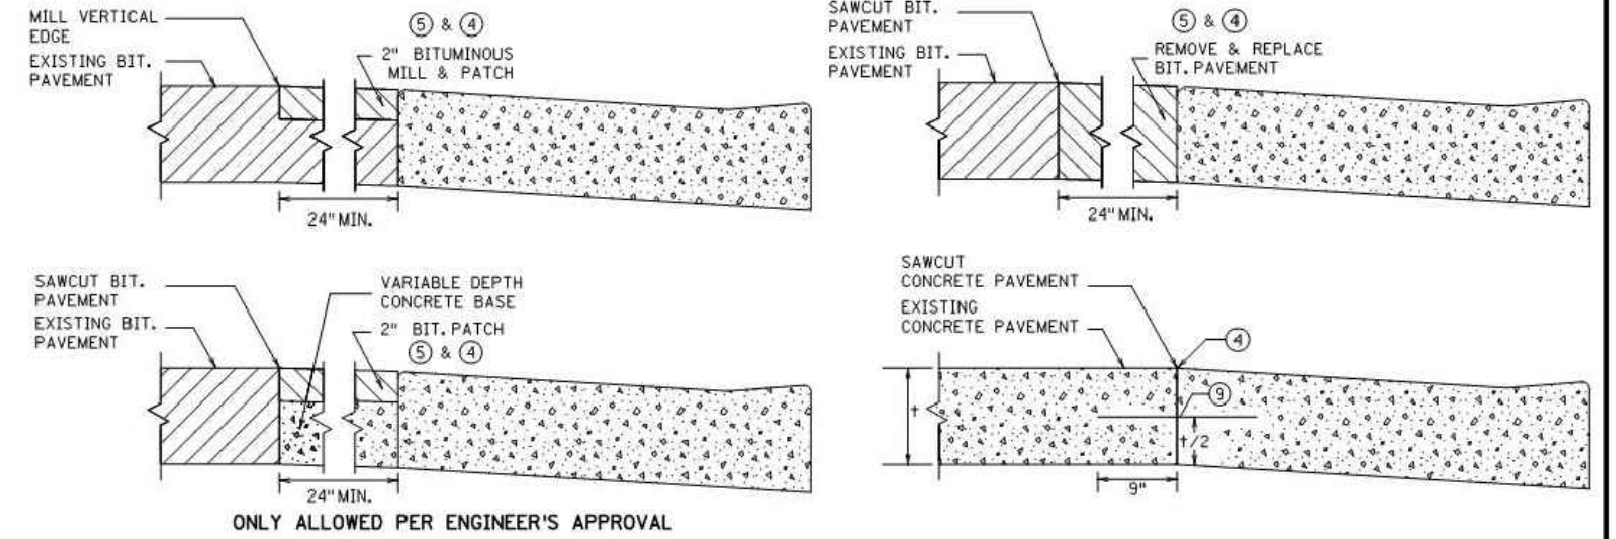 MILL VERTICAL
EDGE
EXISTING BIT.
PAVEMENT
⑤ & ④
2" BITUMINOUS
MILL & PATCH
24" MIN.
SAWCUT BIT.
PAVEMENT
EXISTING BIT.
PAVEMENT
⑤ & ④
REMOVE & REPLACE
BIT. PAVEMENT
24" MIN.
SAWCUT BIT.
PAVEMENT
EXISTING BIT.
PAVEMENT
VARIABLE DEPTH
CONCRETE BASE
2" BIT. PATCH
⑤ & ④
24" MIN.
ONLY ALLOWED PER ENGINEER'S APPROVAL
SAWCUT
CONCRETE PAVEMENT
EXISTING
CONCRETE PAVEMENT
④
⑨
t
t/2
9"